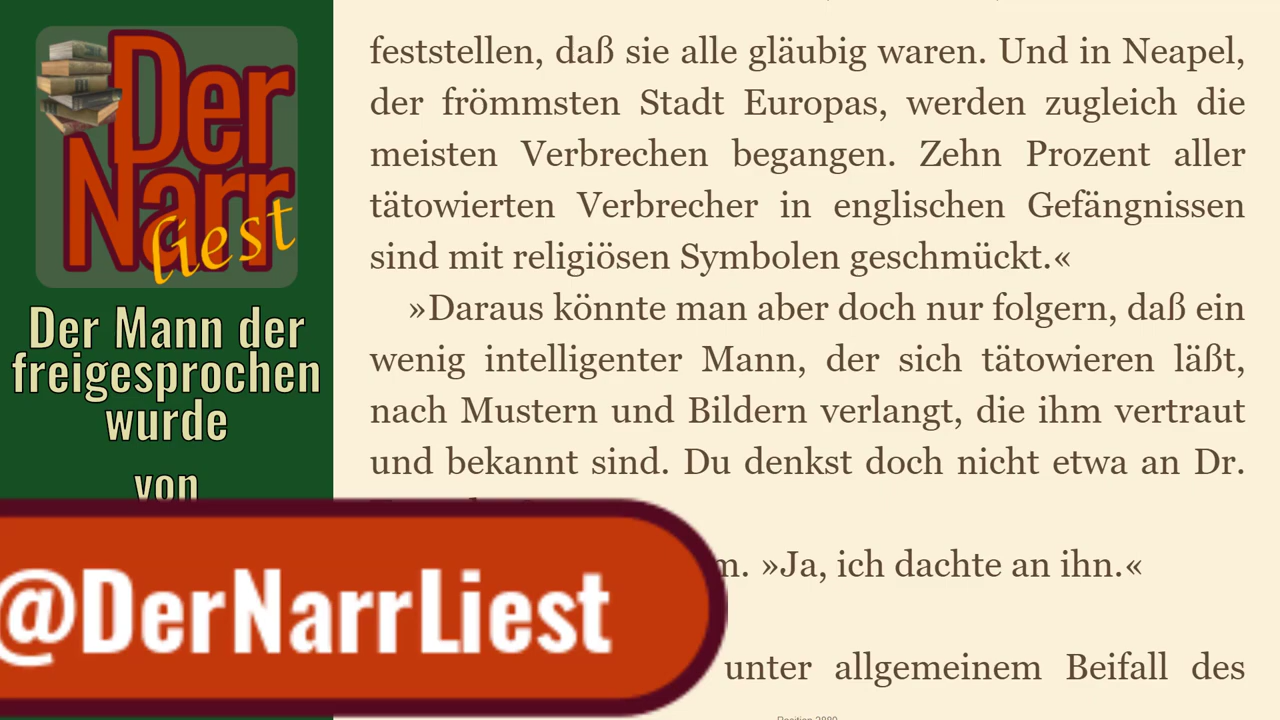 Der
Narr
liest
Der Mann der
freigesprochen
wurde
von
@DerNarrLiest
feststellen, daß sie alle gläubig waren. Und in Neapel,
der frömmsten Stadt Europas, werden zugleich die
meisten Verbrechen begangen. Zehn Prozent aller
tätowierten Verbrecher in englischen Gefängnissen
sind mit religiösen Symbolen geschmückt.«
»Daraus könnte man aber doch nur folgern, daß ein
wenig intelligenter Mann, der sich tätowieren läßt,
nach Mustern und Bildern verlangt, die ihm vertraut
und bekannt sind. Du denkst doch nicht etwa an Dr.
»Ja, ich dachte an ihn.«
unter allgemeinem Beifall des